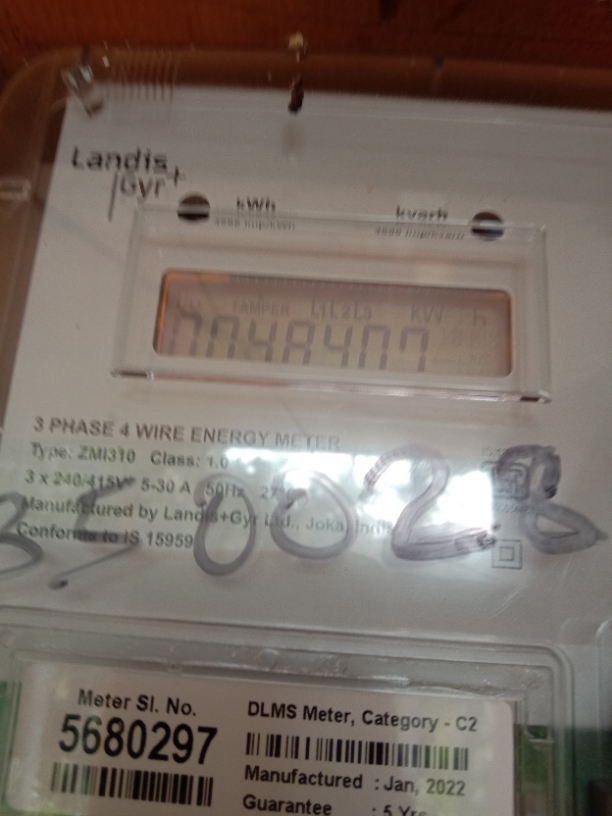 Landis
Gyr+
kWh
kvarh
TAMPER L1L2L3 KW h
3 PHASE 4 WIRE ENERGY METER
Type: ZMI310 Class: 1.0
3 x 240/415V 5-30 A 50Hz
Manufactured by Landis+Gyr Ltd., Joka, India
Conforms to IS 15959
Meter Sl. No.
5680297
DLMS Meter, Category - C2
Manufactured : Jan, 2022
Guarantee : 5 Yrs